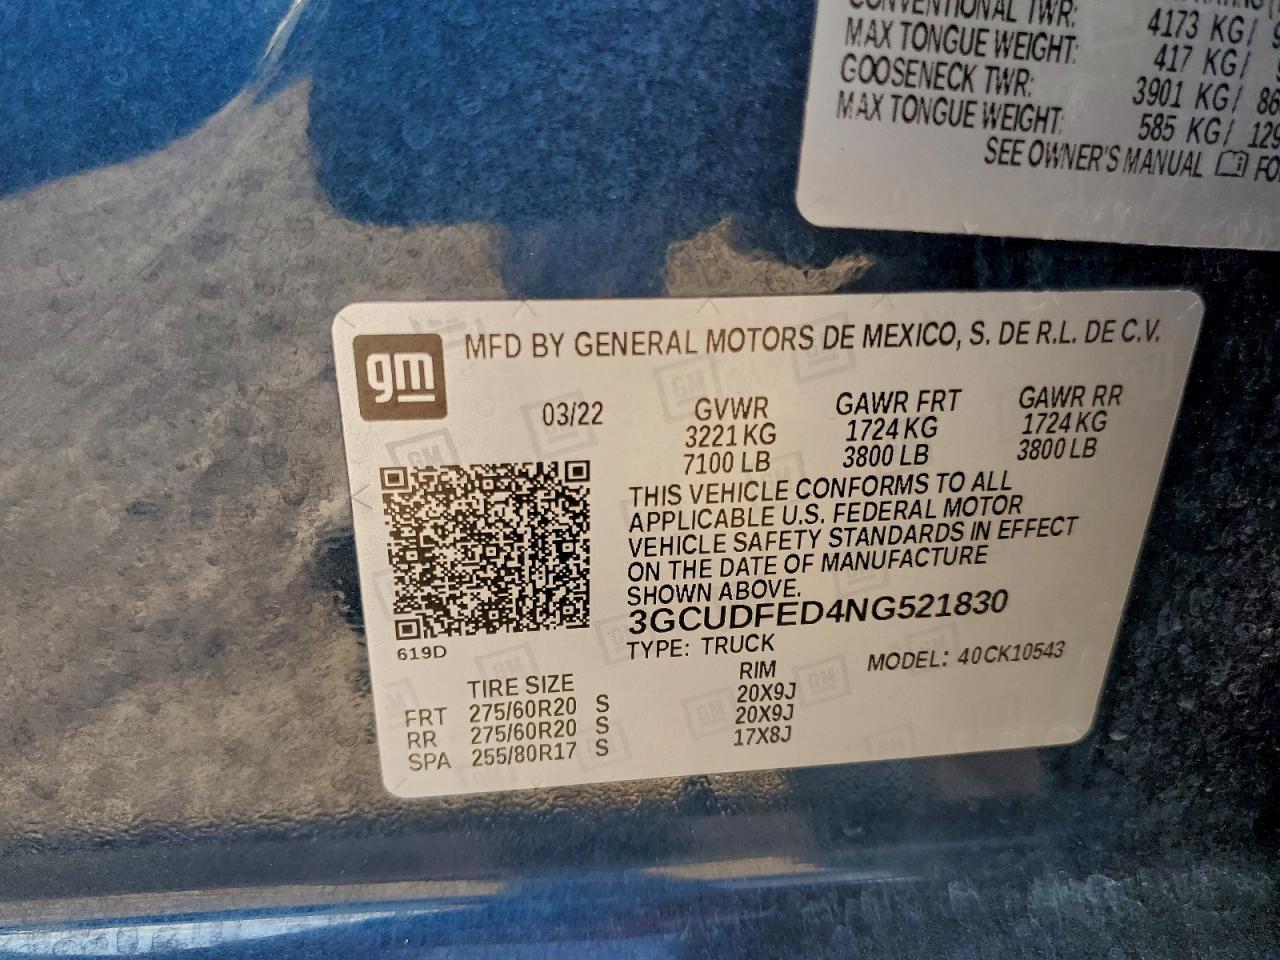 CONVENTIONAL TWR: 4173 KG/
MAX TONGUE WEIGHT: 417 KG/
GOOSENECK TWR: 3901 KG/ 86
MAX TONGUE WEIGHT: 585 KG/ 129
SEE OWNER'S MANUAL FO
gm
MFD BY GENERAL MOTORS DE MEXICO, S. DE R.L. DE C.V.
03/22
GVWR GAWR FRT GAWR RR
3221 KG 1724 KG 1724 KG
7100 LB 3800 LB 3800 LB
THIS VEHICLE CONFORMS TO ALL
APPLICABLE U.S. FEDERAL MOTOR
VEHICLE SAFETY STANDARDS IN EFFECT
ON THE DATE OF MANUFACTURE
SHOWN ABOVE.
3GCUDFED4NG521830
TYPE: TRUCK
MODEL: 40CK10543
619D
TIRE SIZE RIM
FRT 275/60R20 S 20X9J
RR 275/60R20 S 20X9J
SPA 255/80R17 S 17X8J